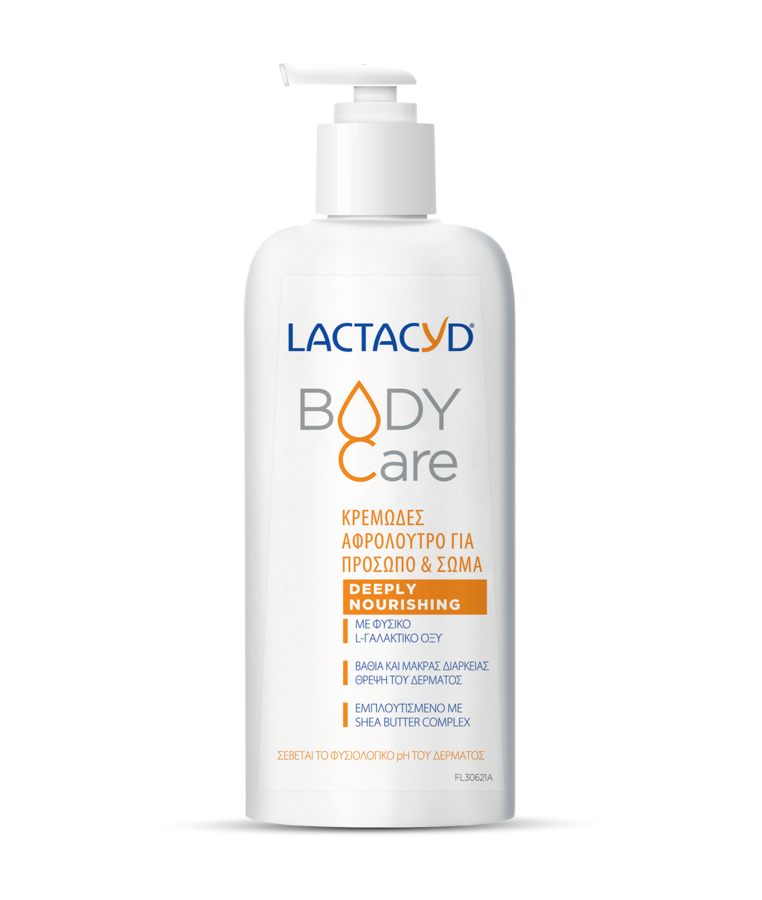 LACTACYD®
BODY
Care
ΚΡΕΜΩΔΕΣ
ΑΦΡΟΛΟΥΤΡΟ ΓΙΑ
ΠΡΟΣΩΠΟ & ΣΩΜΑ
DEEPLY
NOURISHING
ΜΕ ΦΥΣΙΚΟ
L-ΓΑΛΑΚΤΙΚΟ ΟΞΥ
ΒΑΘΙΑ ΚΑΙ ΜΑΚΡΑΣ ΔΙΑΡΚΕΙΑΣ
ΘΡΕΨΗ ΤΟΥ ΔΕΡΜΑΤΟΣ
ΕΜΠΛΟΥΤΙΣΜΕΝΟ ΜΕ
SHEA BUTTER COMPLEX
ΣΕΒΕΤΑΙ ΤΟ ΦΥΣΙΟΛΟΓΙΚΟ pH ΤΟΥ ΔΕΡΜΑΤΟΣ
FL30621A